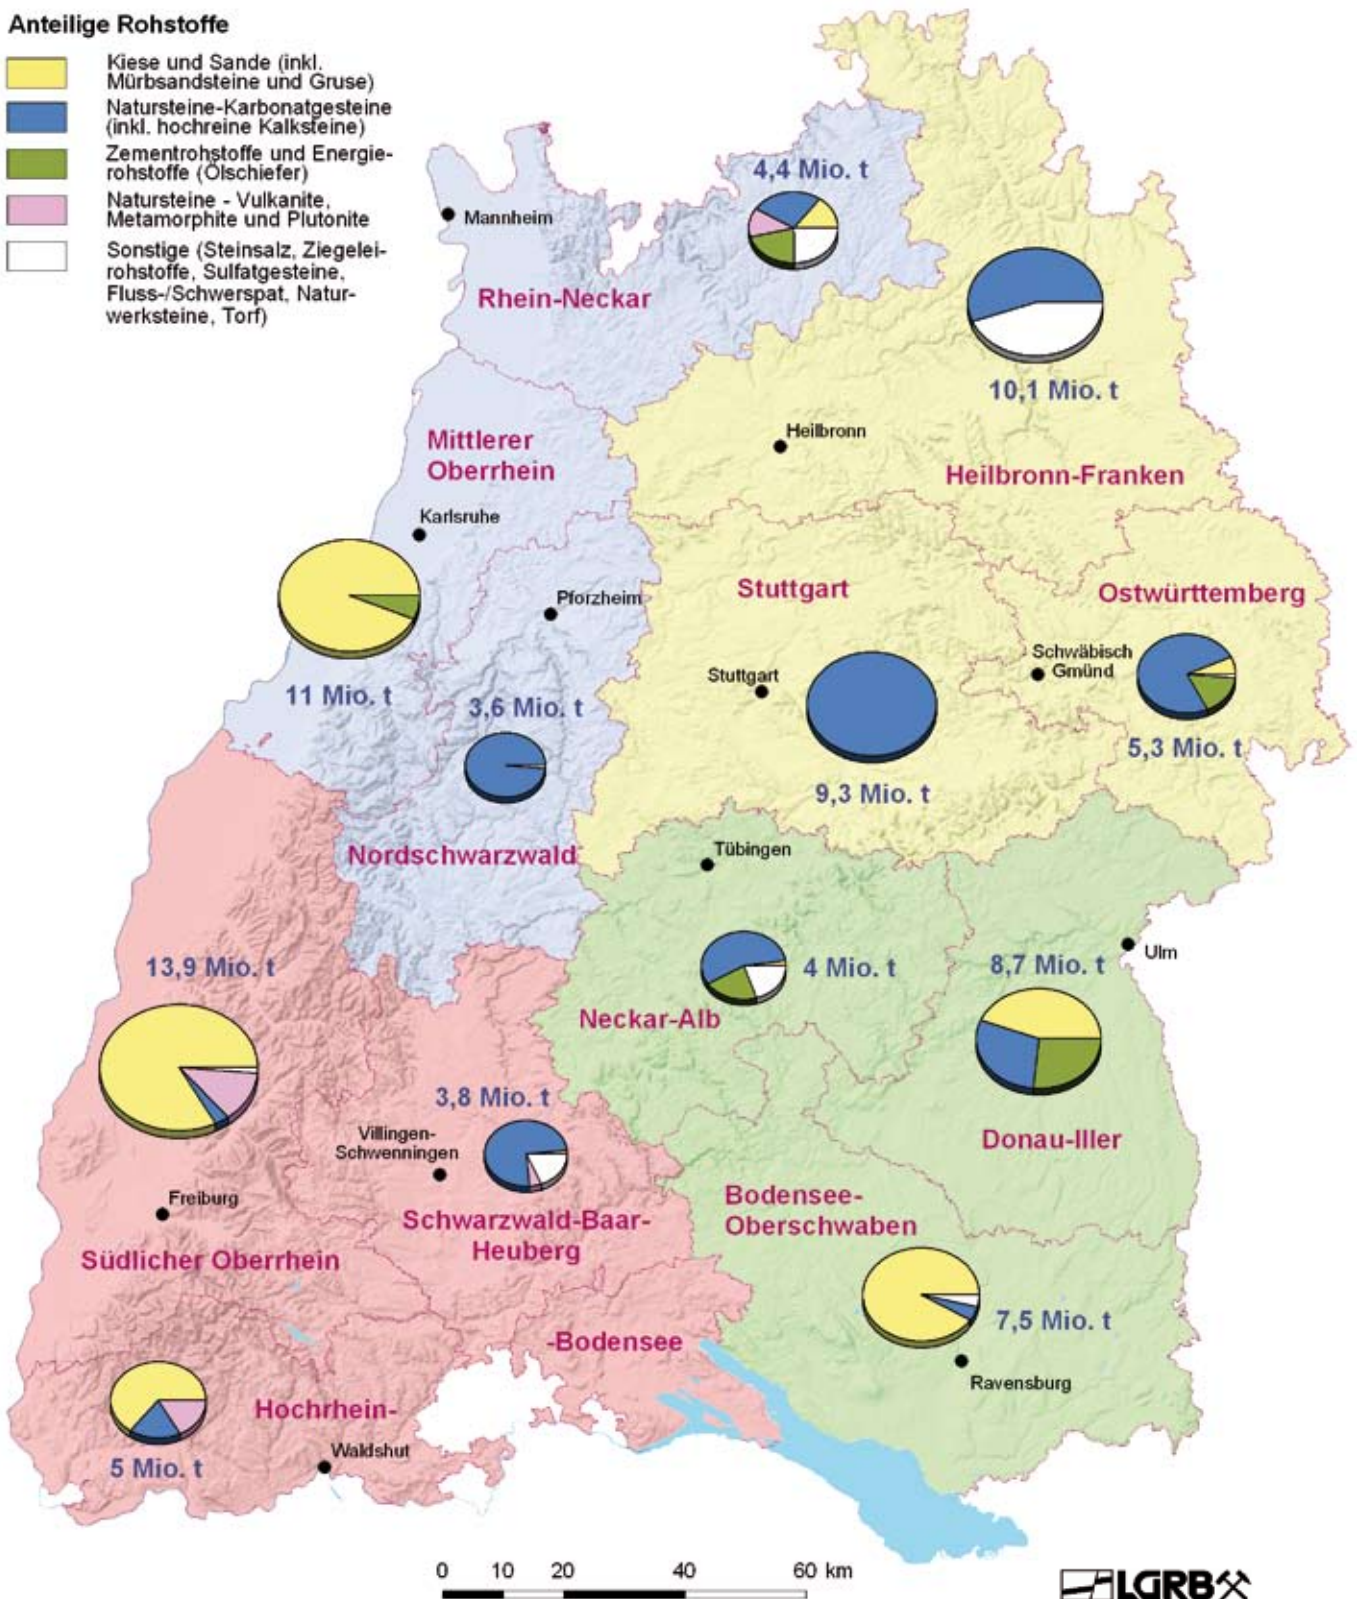 Anteilige Rohstoffe
Kiese und Sande (inkl.
Mürbsandsteine und Gruse)
Natursteine-Karbonatgesteine
(inkl. hochreine Kalksteine)
Zementrohstoffe und Energie-
rohstoffe (Ölschiefer)
Natursteine - Vulkanite,
Metamorphite und Plutonite
Sonstige (Steinsalz, Ziegelei-
rohstoffe, Sulfatgesteine,
Fluss-/Schwerspat, Natur-
werksteine, Torf)
4,4 Mio. t
Mannheim
Rhein-Neckar
10,1 Mio. t
Heilbronn
Heilbronn-Franken
Mittlerer
Oberrhein
Karlsruhe
11 Mio. t
Pforzheim
3,6 Mio. t
Nordschwarzwald
Stuttgart
Stuttgart
9,3 Mio. t
Ostwürttemberg
Schwäbisch
Gmünd
5,3 Mio. t
Tübingen
4 Mio. t
Neckar-Alb
Ulm
8,7 Mio. t
Donau-Iller
13,9 Mio. t
Freiburg
Südlicher Oberrhein
3,8 Mio. t
Villingen-
Schwenningen
Schwarzwald-Baar-
Heuberg
Bodensee-
Oberschwaben
7,5 Mio. t
Ravensburg
-Bodensee
Hochrhein-
Waldshut
5 Mio. t
0 10 20 40 60 km
LGRB